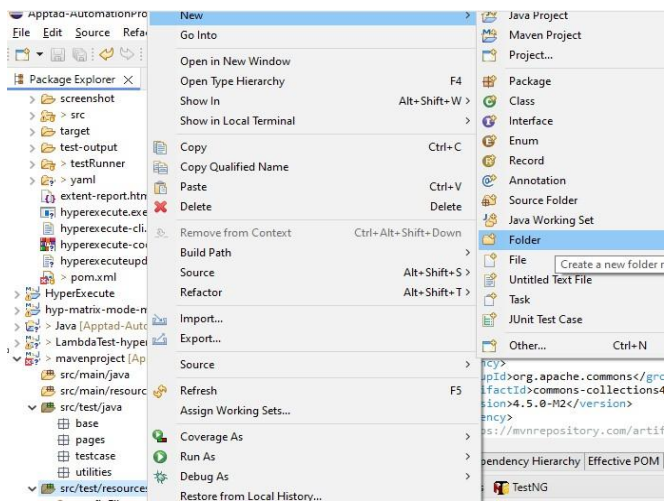 Apptad-AutomationPro
File Edit Source Refa
Package Explorer
> screenshot
> src
> target
> test-output
> testRunner
> yaml
extent-report.htm
hyperexecute.exe
hyperexecute-cli.
hyperexecute-co
hyperexecuteupd
> pom.xml
HyperExecute
hyp-matrix-mode-m
> Java [Apptad-Auto
> LambdaTest-hyper
> mavenproject [Ap
src/main/java
src/main/resourc
src/test/java
base
pages
testcase
utilities
src/test/resources
New >
Go Into
Open in New Window
Open Type Hierarchy F4
Show In Alt+Shift+W >
Show in Local Terminal >
Copy Ctrl+C
Copy Qualified Name
Paste Ctrl+V
Delete Delete
Remove from Context Ctrl+Alt+Shift+Down
Build Path >
Source Alt+Shift+S >
Refactor Alt+Shift+T >
Import...
Export...
Source >
Refresh F5
Assign Working Sets...
Coverage As >
Run As >
Debug As >
Restore from Local History...
Java Project
Maven Project
Project...
Package
Class
Interface
Enum
Record
Annotation
Source Folder
Java Working Set
Folder
File
Create a new folder r
Untitled Text File
Task
JUnit Test Case
Other... Ctrl+N
ncy>
upId>org.apache.commons</gro
ifactId>commons-collections4
sion>4.5.0-M2</version>
ency>
ps://mvnrepository.com/artif
pendency Hierarchy Effective POM
TestNG